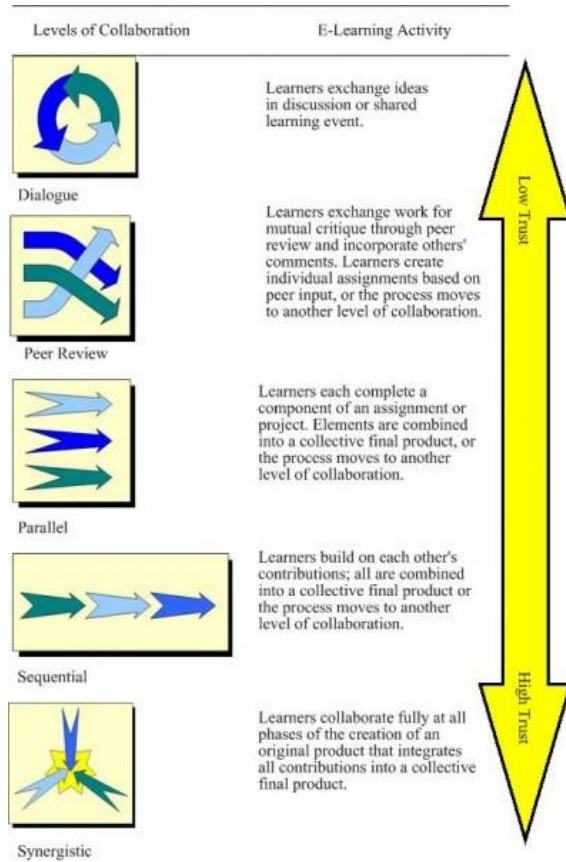 Levels of Collaboration
E-Learning Activity
Learners exchange ideas
in discussion or shared
learning event.
Dialogue
Learners exchange work for
mutual critique through peer
review and incorporate others'
comments. Learners create
individual assignments based on
peer input, or the process moves
to another level of collaboration.
Peer Review
Learners each complete a
component of an assignment or
project. Elements are combined
into a collective final product, or
the process moves to another
level of collaboration.
Parallel
Learners build on each other's
contributions; all are combined
into a collective final product or
the process moves to another
level of collaboration.
Sequential
Learners collaborate fully at all
phases of the creation of an
original product that integrates
all contributions into a collective
final product.
Synergistic
Low Trust
High Trust